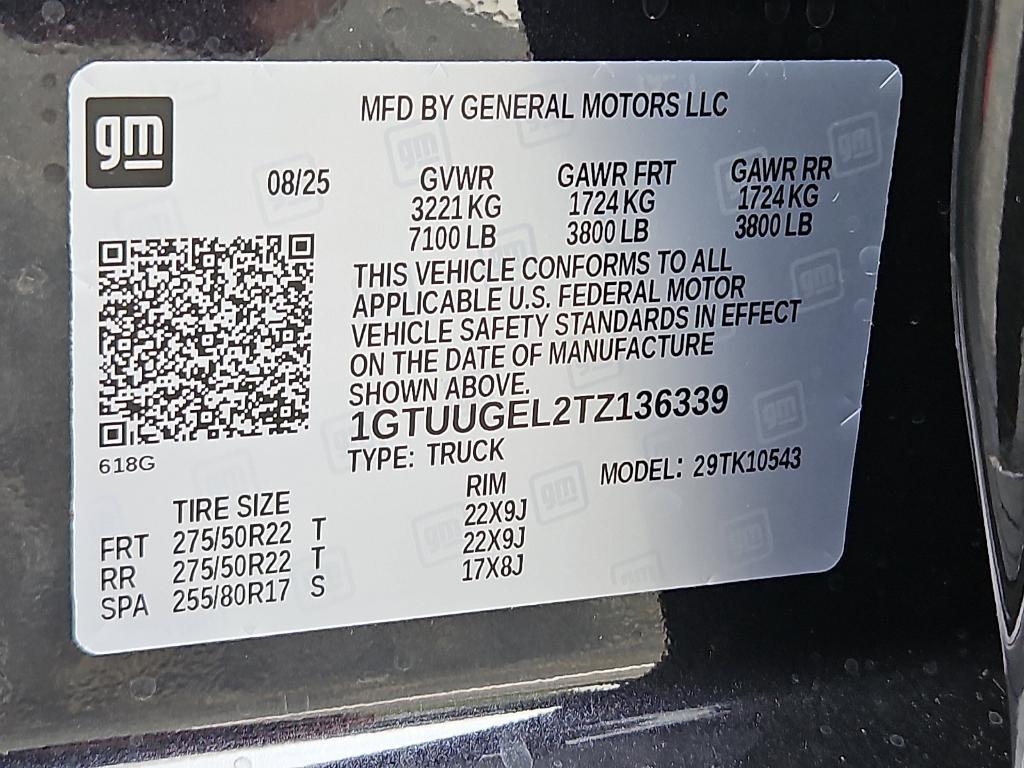 gm
MFD BY GENERAL MOTORS LLC
08/25 GVWR GAWR FRT GAWR RR
3221 KG 1724 KG 1724 KG
7100 LB 3800 LB 3800 LB
THIS VEHICLE CONFORMS TO ALL
APPLICABLE U.S. FEDERAL MOTOR
VEHICLE SAFETY STANDARDS IN EFFECT
ON THE DATE OF MANUFACTURE
SHOWN ABOVE.
1GTUUGEL2TZ136339
618G
TYPE: TRUCK MODEL: 29TK10543
TIRE SIZE RIM
FRT 275/50R22 T 22X9J
RR 275/50R22 T 22X9J
SPA 255/80R17 S 17X8J